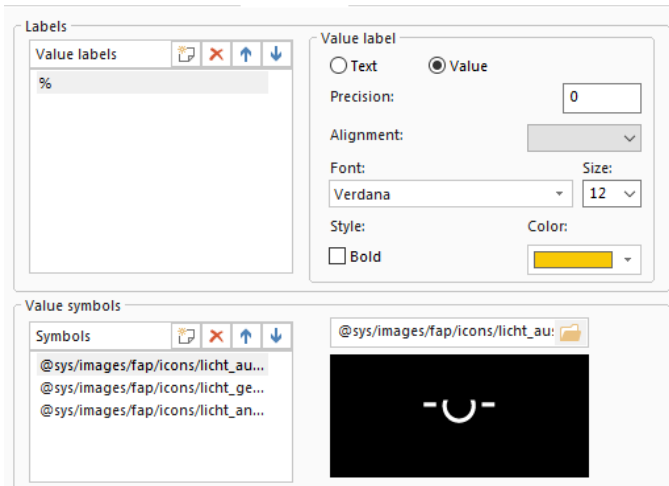 Labels
Value labels
%
Value label
Text
Value
Precision:
0
Alignment:
Font:
Size:
Verdana
12
Style:
Color:
Bold
Value symbols
Symbols
@sys/images/fap/icons/licht_au...
@sys/images/fap/icons/licht_ge...
@sys/images/fap/icons/licht_an...
@sys/images/fap/icons/licht_aus